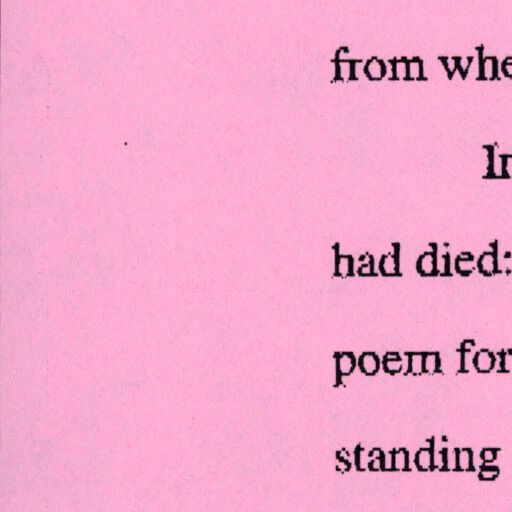 from whe
In
had died:
poem for
standing